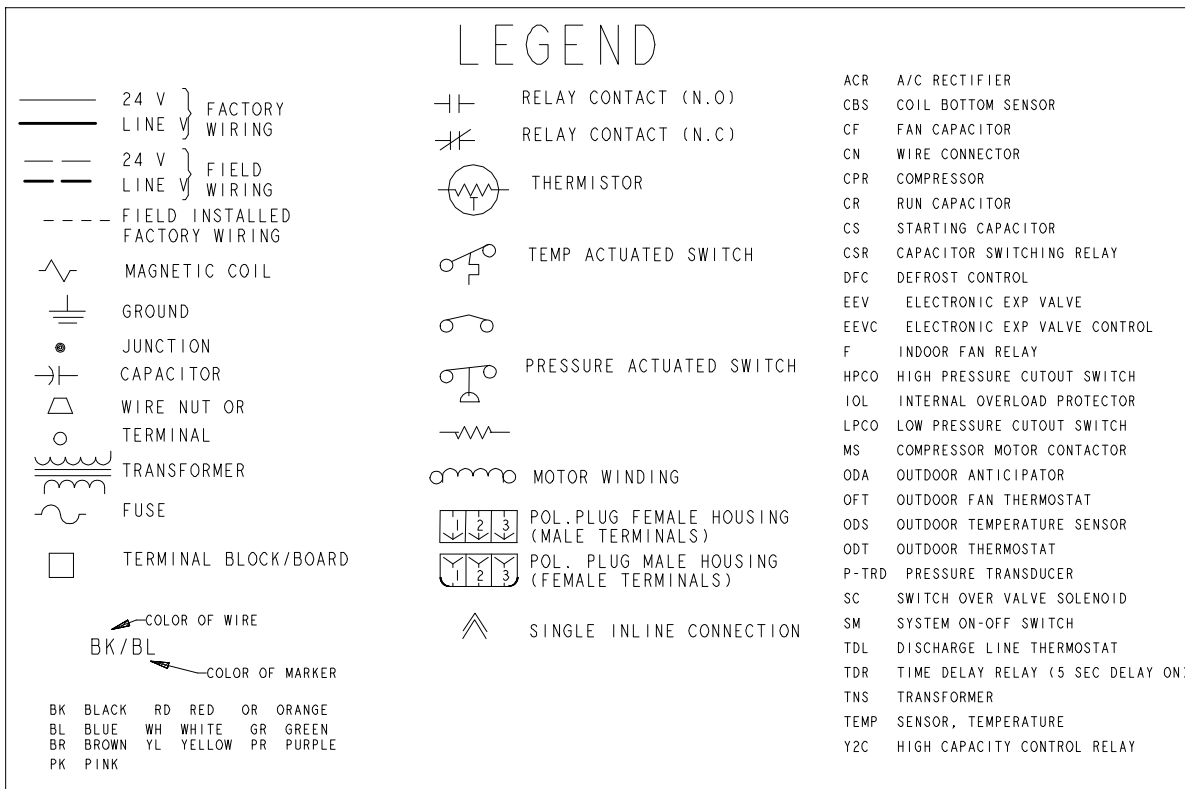 LEGEND
24 V
LINE V
FACTORY
WIRING
24 V
LINE V
FIELD
WIRING
FIELD INSTALLED
FACTORY WIRING
MAGNETIC COIL
GROUND
JUNCTION
CAPACITOR
WIRE NUT OR
TERMINAL
TRANSFORMER
FUSE
TERMINAL BLOCK/BOARD
COLOR OF WIRE
BK/BL
COLOR OF MARKER
BK BLACK RD RED OR ORANGE
BL BLUE WH WHITE GR GREEN
BR BROWN YL YELLOW PR PURPLE
PK PINK
RELAY CONTACT (N.O)
RELAY CONTACT (N.C)
T
THERMISTOR
TEMP ACTUATED SWITCH
PRESSURE ACTUATED SWITCH
MOTOR WINDING
1 2 3
POL.PLUG FEMALE HOUSING
(MALE TERMINALS)
1 2 3
POL. PLUG MALE HOUSING
(FEMALE TERMINALS)
SINGLE INLINE CONNECTION
ACR A/C RECTIFIER
CBS COIL BOTTOM SENSOR
CF FAN CAPACITOR
CN WIRE CONNECTOR
CPR COMPRESSOR
CR RUN CAPACITOR
CS STARTING CAPACITOR
CSR CAPACITOR SWITCHING RELAY
DFC DEFROST CONTROL
EEV ELECTRONIC EXP VALVE
EEVC ELECTRONIC EXP VALVE CONTROL
F INDOOR FAN RELAY
HPCO HIGH PRESSURE CUTOUT SWITCH
IOL INTERNAL OVERLOAD PROTECTOR
LPCO LOW PRESSURE CUTOUT SWITCH
MS COMPRESSOR MOTOR CONTACTOR
ODA OUTDOOR ANTICIPATOR
OFT OUTDOOR FAN THERMOSTAT
ODS OUTDOOR TEMPERATURE SENSOR
ODT OUTDOOR THERMOSTAT
P-TRD PRESSURE TRANSDUCER
SC SWITCH OVER VALVE SOLENOID
SM SYSTEM ON-OFF SWITCH
TDL DISCHARGE LINE THERMOSTAT
TDR TIME DELAY RELAY (5 SEC DELAY ON)
TNS TRANSFORMER
TEMP SENSOR, TEMPERATURE
Y2C HIGH CAPACITY CONTROL RELAY